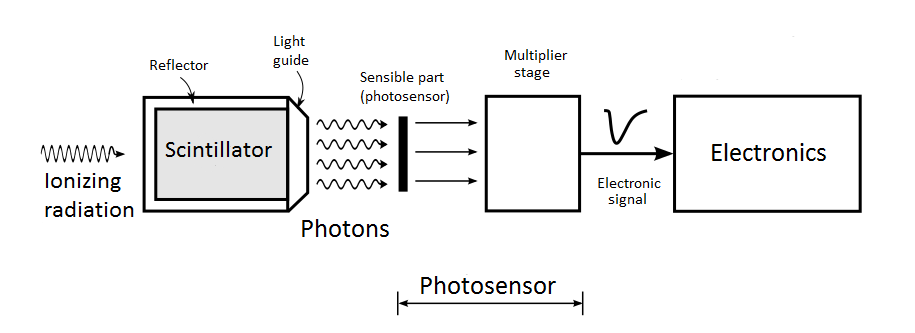 Reflector
Light
guide
Sensible part
(photosensor)
Multiplier
stage
Scintillator
Electronics
Ionizing
radiation
Photons
Electronic
signal
Photosensor